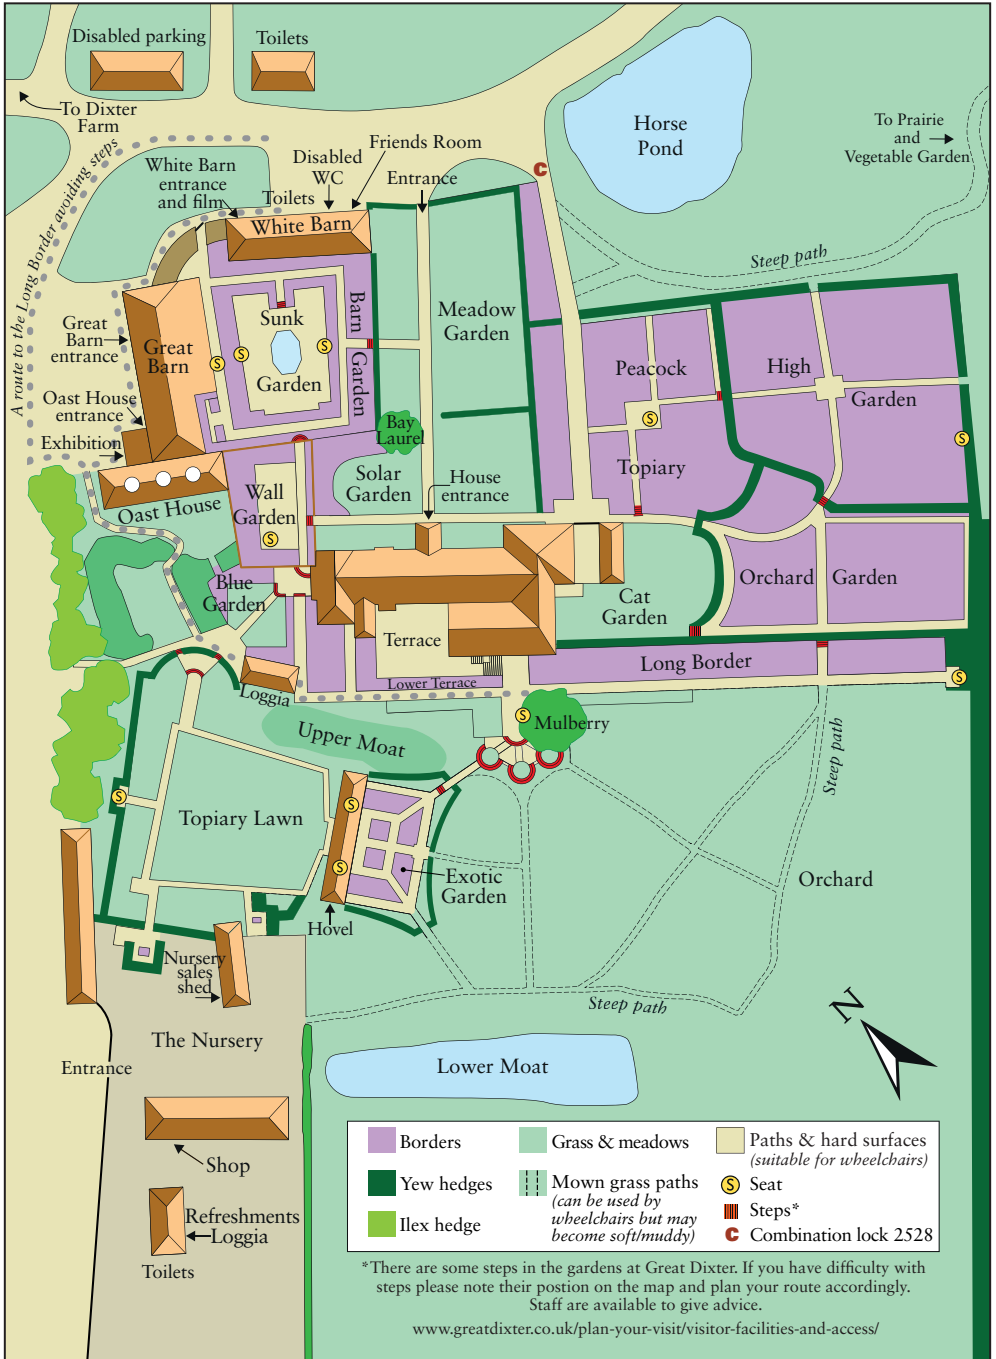 Disabled parking
Toilets
To Dixter
Farm
Horse
Pond
To Prairie
and
Vegetable Garden
A route to the Long Border avoiding steps
White Barn
entrance
and film
Disabled
WC
Friends Room
Toilets
Entrance
C
White Barn
Steep path
Great
Barn
entrance
Great
Barn
Sunk
Garden
S
S
S
Barn
Garden
Meadow
Garden
Peacock
Topiary
S
High
Garden
S
Oast House
entrance
Exhibition
Oast House
Bay
Laurel
Solar
Garden
House
entrance
Wall
Garden
S
Blue
Garden
Cat
Garden
Orchard Garden
Terrace
Lower Terrace
Long Border
S
Loggia
Upper Moat
S
Mulberry
Steep path
S
Topiary Lawn
S
S
Exotic
Garden
Orchard
Hovel
Nursery
sales
shed
Steep path
N
The Nursery
Entrance
Lower Moat
Shop
Refreshments
Loggia
Toilets
Borders
Yew hedges
Ilex hedge
Grass & meadows
Mown grass paths
(can be used by
wheelchairs but may
become soft/muddy)
Paths & hard surfaces
(suitable for wheelchairs)
S Seat
Steps*
C Combination lock 2528
*There are some steps in the gardens at Great Dixter. If you have difficulty with
steps please note their postion on the map and plan your route accordingly.
Staff are available to give advice.
www.greatdixter.co.uk/plan-your-visit/visitor-facilities-and-access/